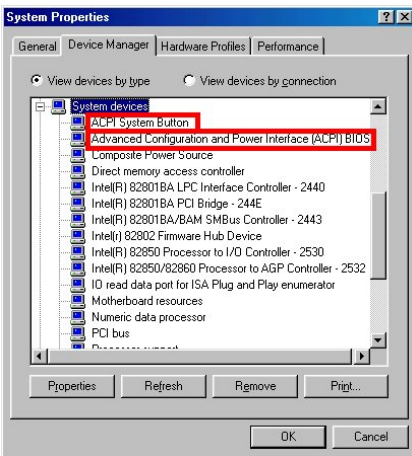 System Properties
General Device Manager Hardware Profiles Performance
View devices by type View devices by connection
System devices
ACPI System Button
Advanced Configuration and Power Interface (ACPI) BIOS
Composite Power Source
Direct memory access controller
Intel(R) 82801BA LPC Interface Controller - 2440
Intel(R) 82801BA PCI Bridge - 244E
Intel(R) 82801BA/BAM SMBus Controller - 2443
Intel(r) 82802 Firmware Hub Device
Intel(R) 82850 Processor to I/O Controller - 2530
Intel(R) 82850/82860 Processor to AGP Controller - 2532
IO read data port for ISA Plug and Play enumerator
Motherboard resources
Numeric data processor
PCI bus
Properties Refresh Remove Print...
OK Cancel